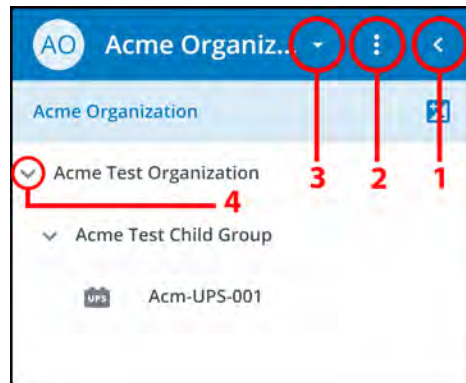 AO Acme Organiz...
Acme Organization
Acme Test Organization
3 2 1
4
Acme Test Child Group
UPS Acm-UPS-001